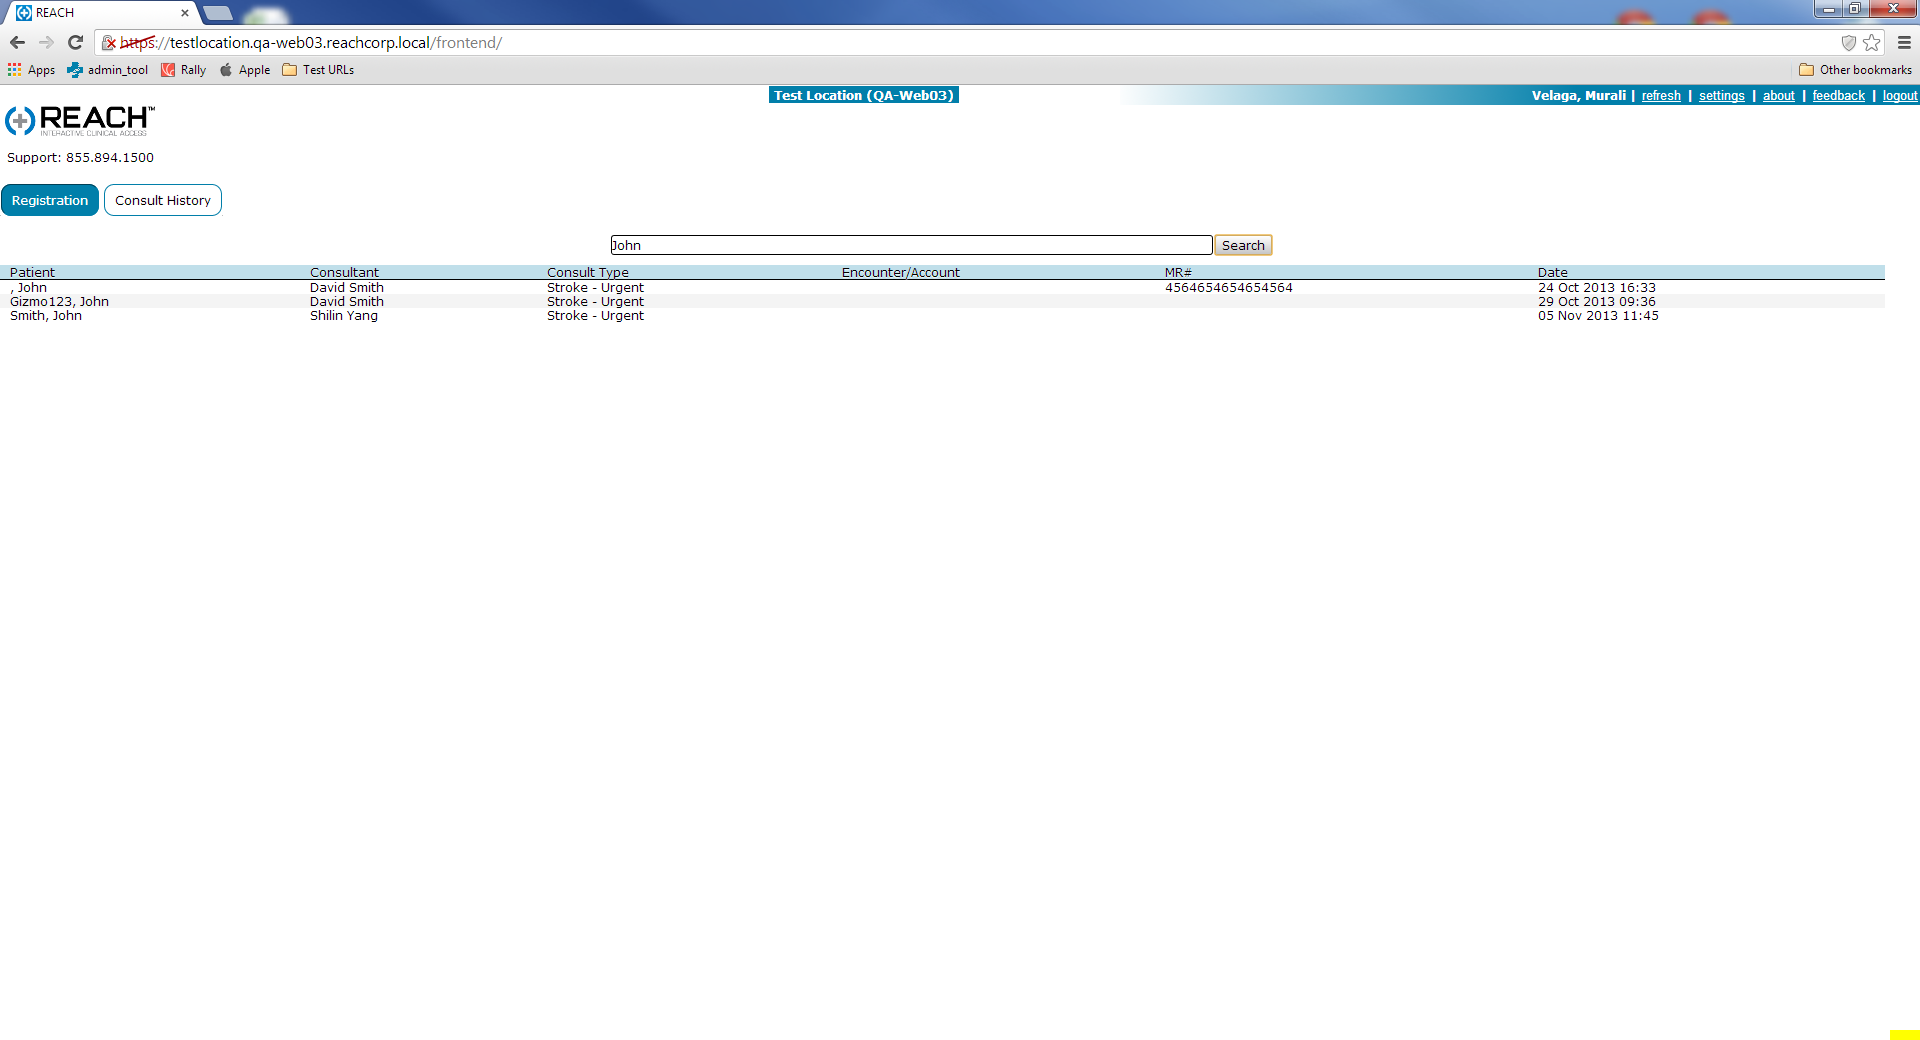 REACH
https://testlocation.qa-web03.reachcorp.local/frontend/
Apps admin_tool Rally Apple Test URLs Other bookmarks
Test Location (QA-Web03) Velaga, Murali | refresh | settings | about | feedback | logout
REACH™
INTERACTIVE CLINICAL ACCESS
Support: 855.894.1500
Registration Consult History
John Search
Patient Consultant Consult Type Encounter/Account MR# Date
, John David Smith Stroke - Urgent 4564654654654564 24 Oct 2013 16:33
Gizmo123, John David Smith Stroke - Urgent 29 Oct 2013 09:36
Smith, John Shilin Yang Stroke - Urgent 05 Nov 2013 11:45